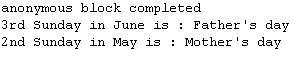 anonymous block completed
3rd Sunday in June is : Father's day
2nd Sunday in May is : Mother's day